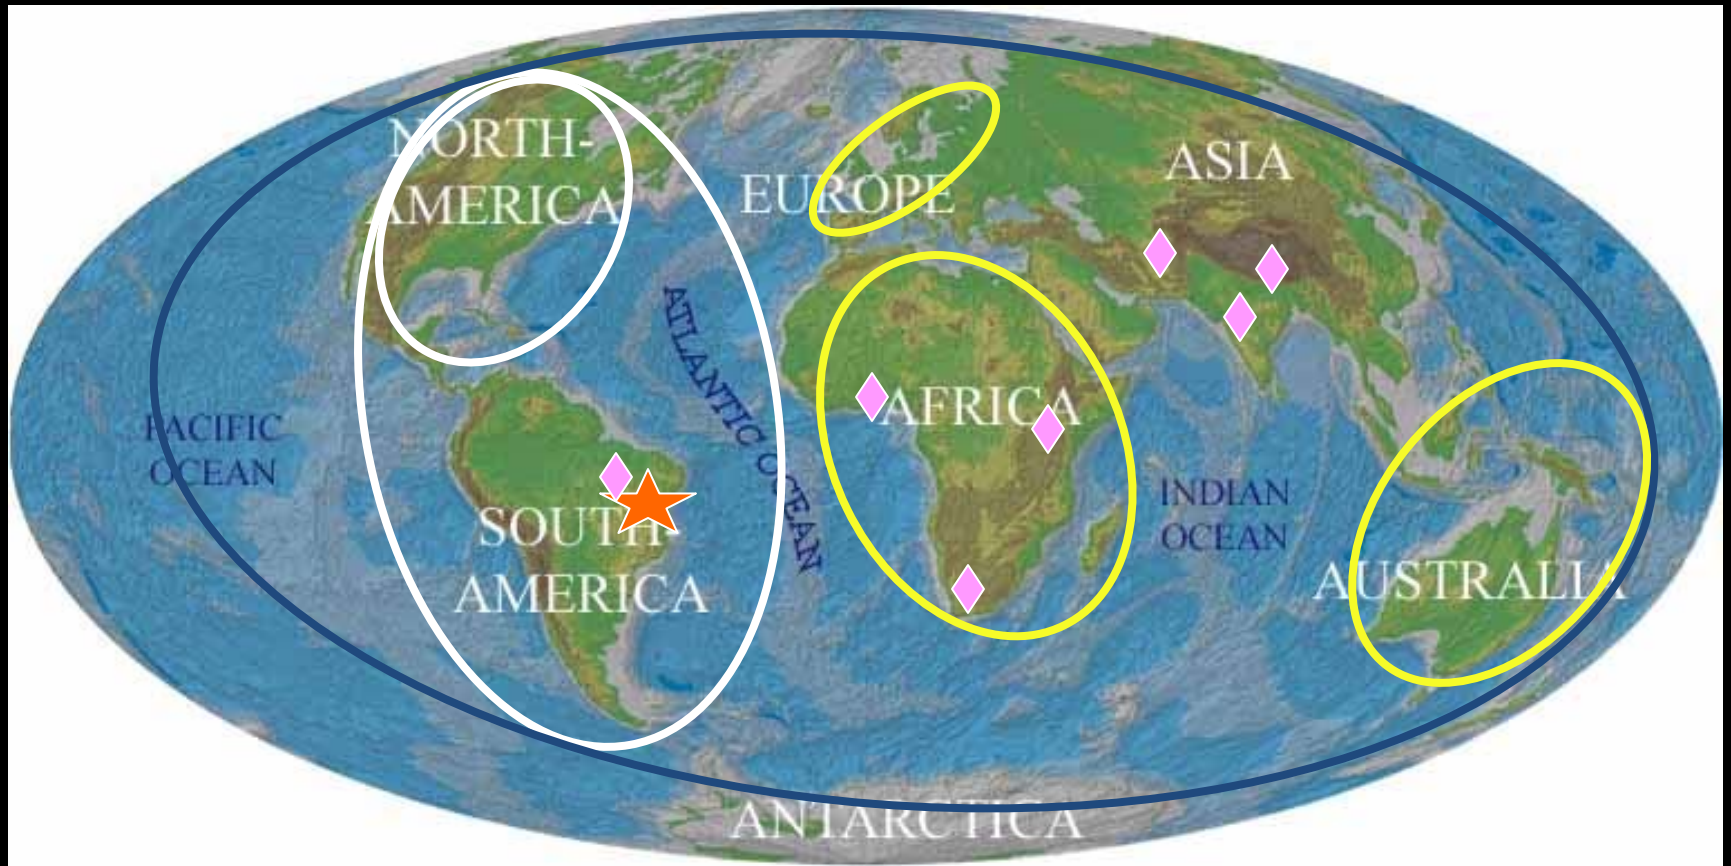 NORTH-
AMERICA
EUROPE
ASIA
ATLANTIC OCEAN
AFRICA
PACIFIC
OCEAN
INDIAN
OCEAN
SOUTH-
AMERICA
AUSTRALIA
ANTARCTICA